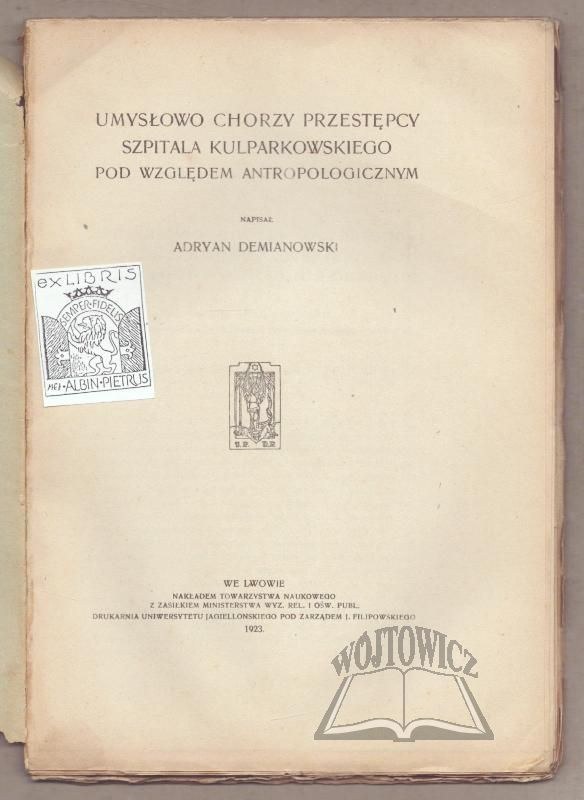 UMYSŁOWO CHORZY PRZESTĘPCY
SZPITALA KULPARKOWSKIEGO
POD WZGLĘDEM ANTROPOLOGICZNYM
NAPISAŁ
ADRYAN DEMIANOWSKI
exLIBRIS
SEMPER·FIDELIS
ALBIN·PIETRUS
WE LWOWIE
NAKŁADEM TOWARZYSTWA NAUKOWEGO
Z ZASIŁKIEM MINISTERSTWA WYZ. REL. I OŚW. PUBL.
DRUKARNIA UNIWERSYTETU JAGIELLOŃSKIEGO POD ZARZĄDEM J. FILIPOWSKIEGO
1923.
WÓJTOWICZ